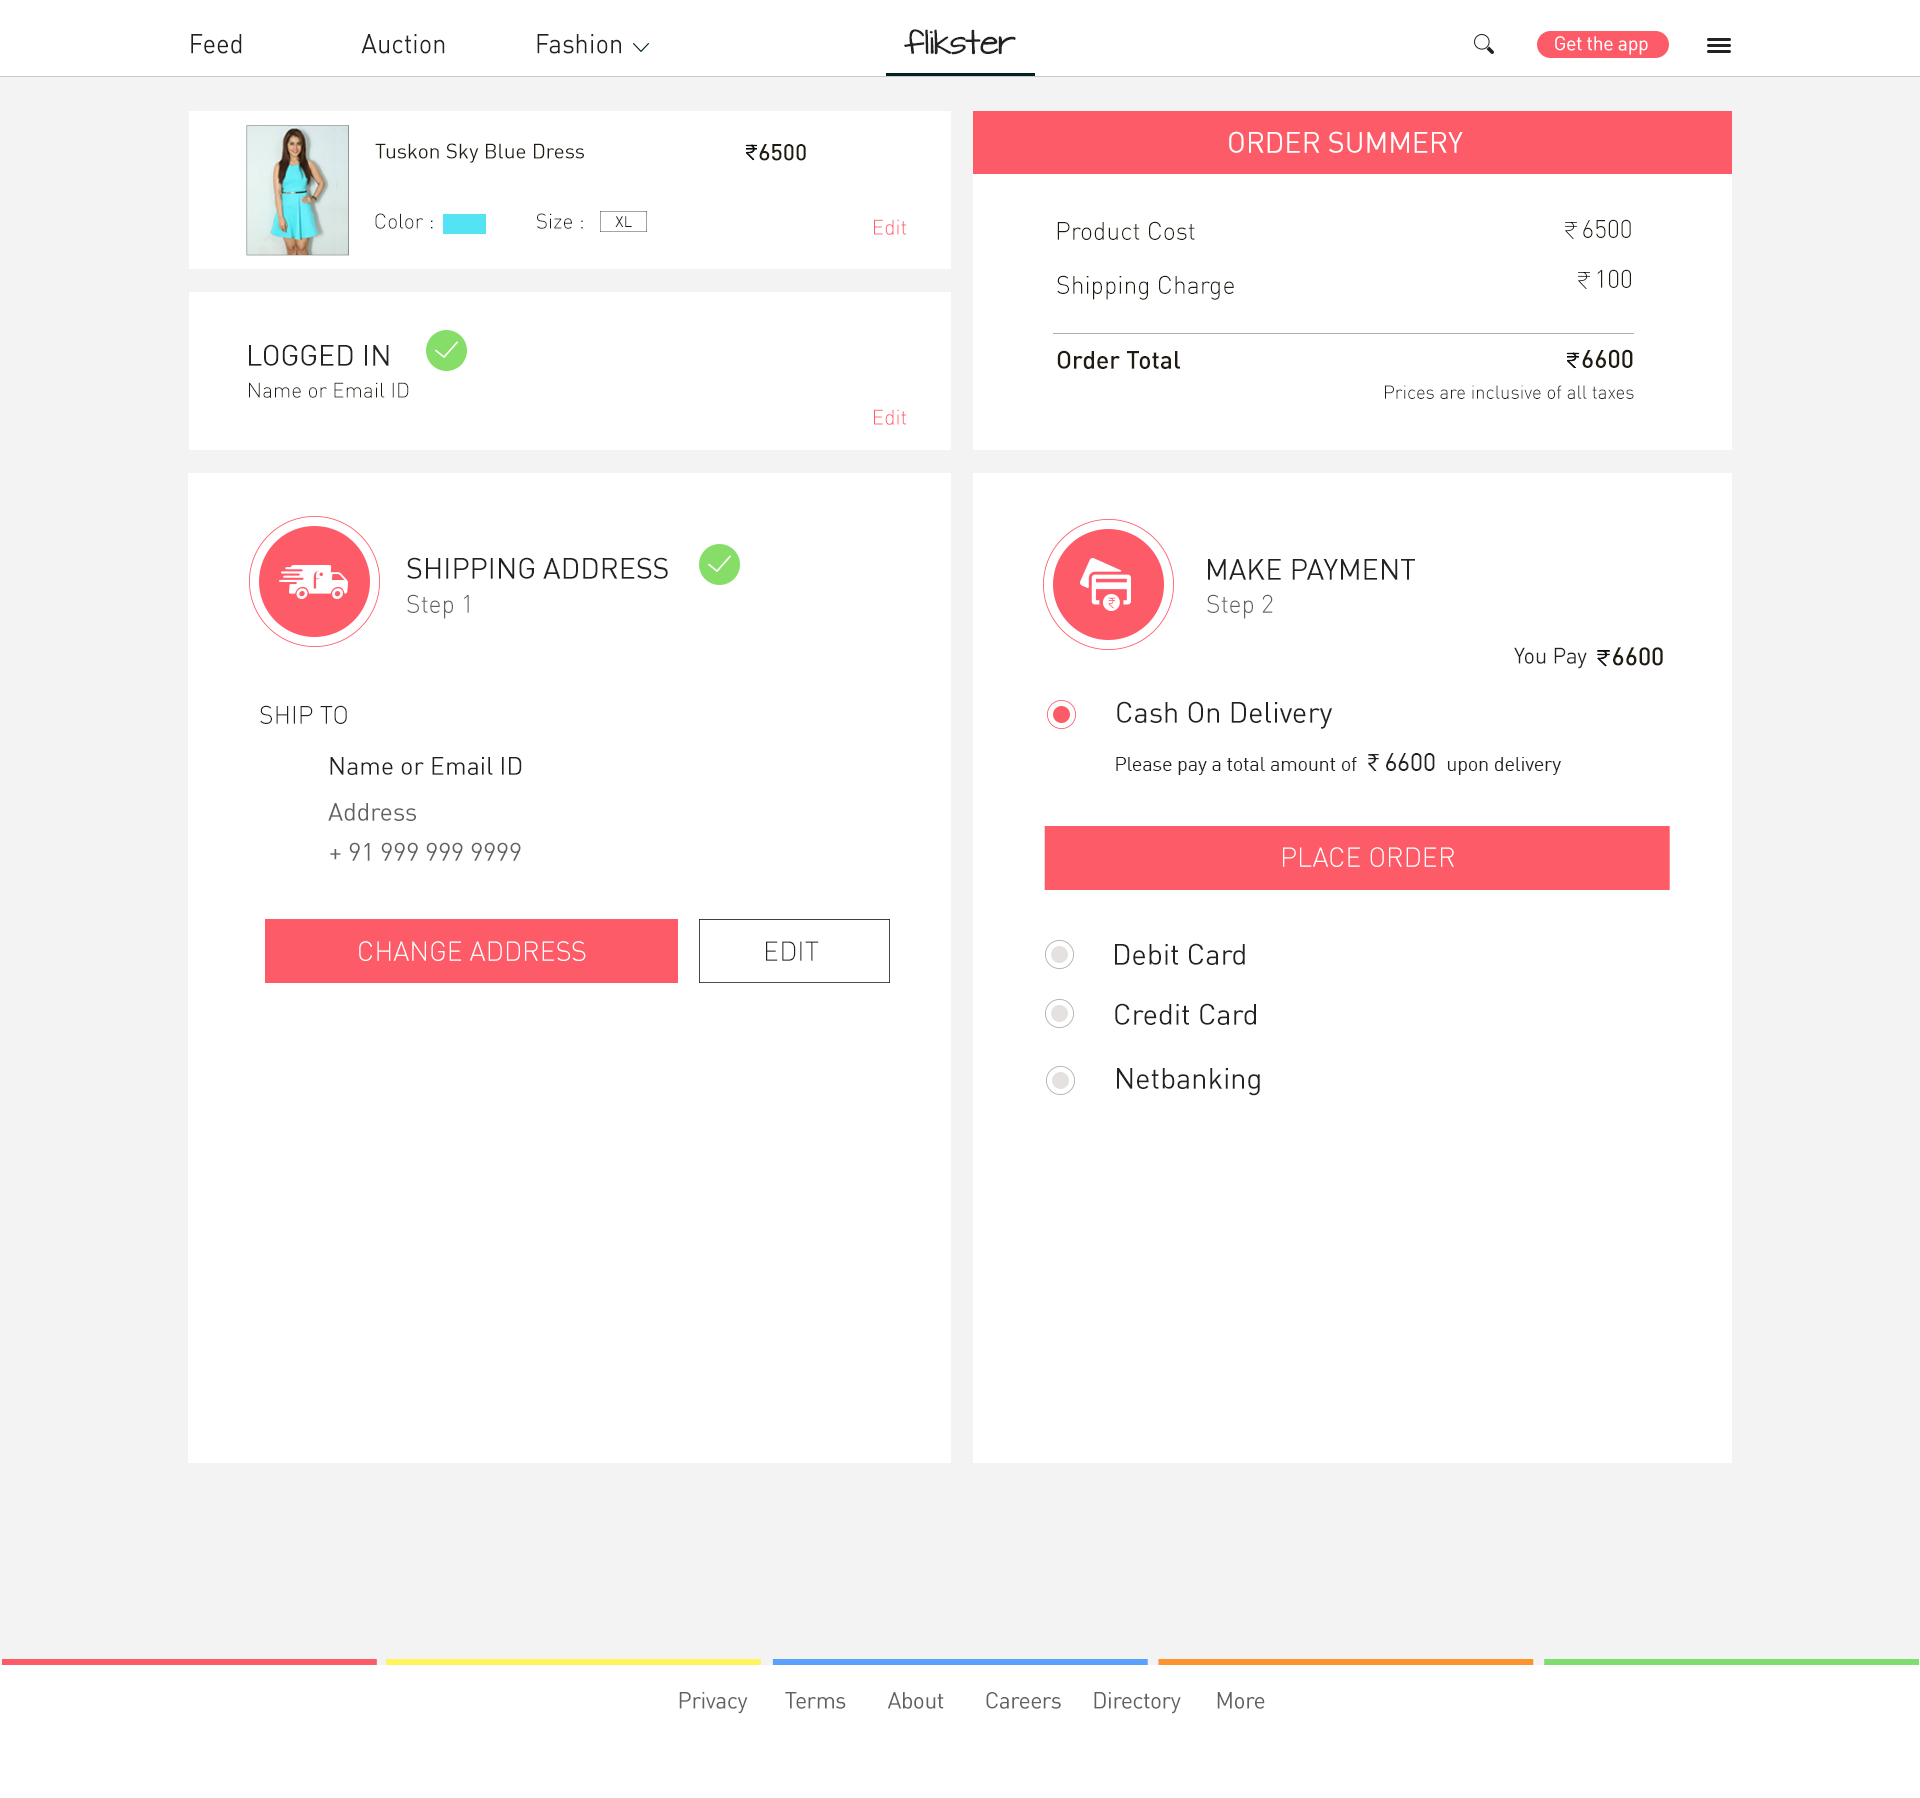 Feed
Auction
Fashion
flikster
Get the app
Tuskon Sky Blue Dress
₹6500
Color :
Size :
XL
Edit
ORDER SUMMERY
Product Cost
₹ 6500
Shipping Charge
₹ 100
Order Total
₹6600
Prices are inclusive of all taxes
LOGGED IN
Name or Email ID
Edit
SHIPPING ADDRESS
Step 1
SHIP TO
Name or Email ID
Address
+ 91 999 999 9999
CHANGE ADDRESS
EDIT
MAKE PAYMENT
Step 2
You Pay ₹6600
Cash On Delivery
Please pay a total amount of ₹ 6600 upon delivery
PLACE ORDER
Debit Card
Credit Card
Netbanking
Privacy
Terms
About
Careers
Directory
More